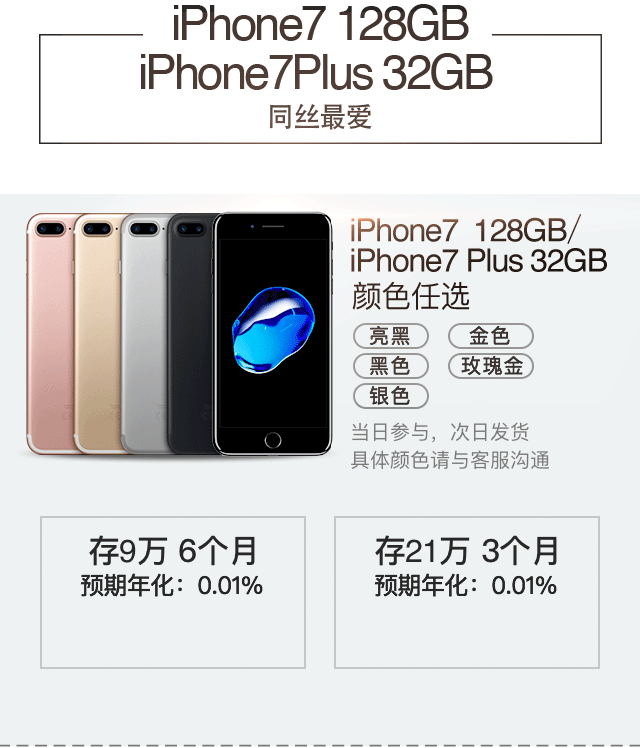 iPhone7 128GB
iPhone7Plus 32GB
同丝最爱
iPhone7 128GB/
iPhone7 Plus 32GB
颜色任选
亮黑 金色
黑色 玫瑰金
银色
当日参与，次日发货
具体颜色请与客服沟通
存9万 6个月
预期年化：0.01%
存21万 3个月
预期年化：0.01%